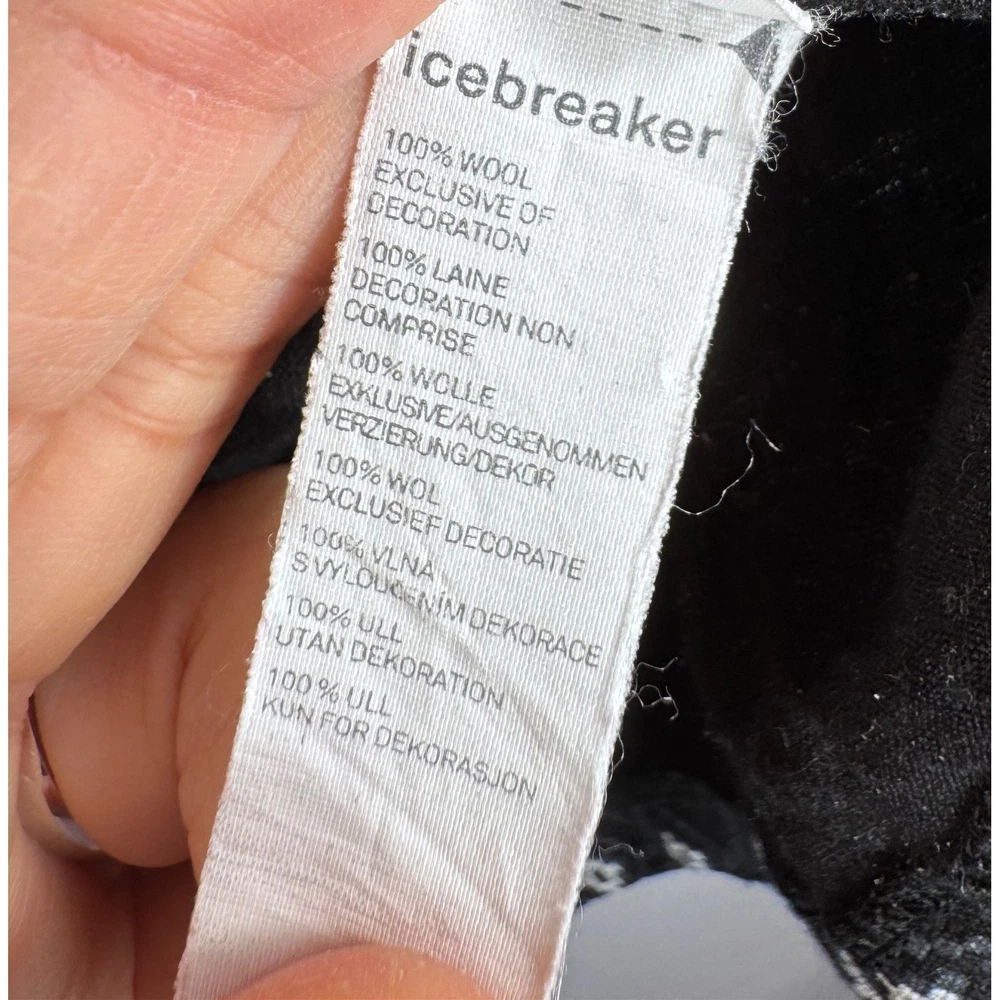 icebreaker
100% WOOL
EXCLUSIVE OF
DECORATION
100% LAINE
DECORATION NON
COMPRISE
100% WOLLE
EXKLUSIVE/AUSGENOMMEN
VERZIERUNG/DEKOR
100% WOL
EXCLUSIEF DECORATIE
100% VLNA
S VYLOUČENÍM DEKORACE
100% ULL
UTAN DEKORATION
100% ULL
KUN FOR DEKORASJON